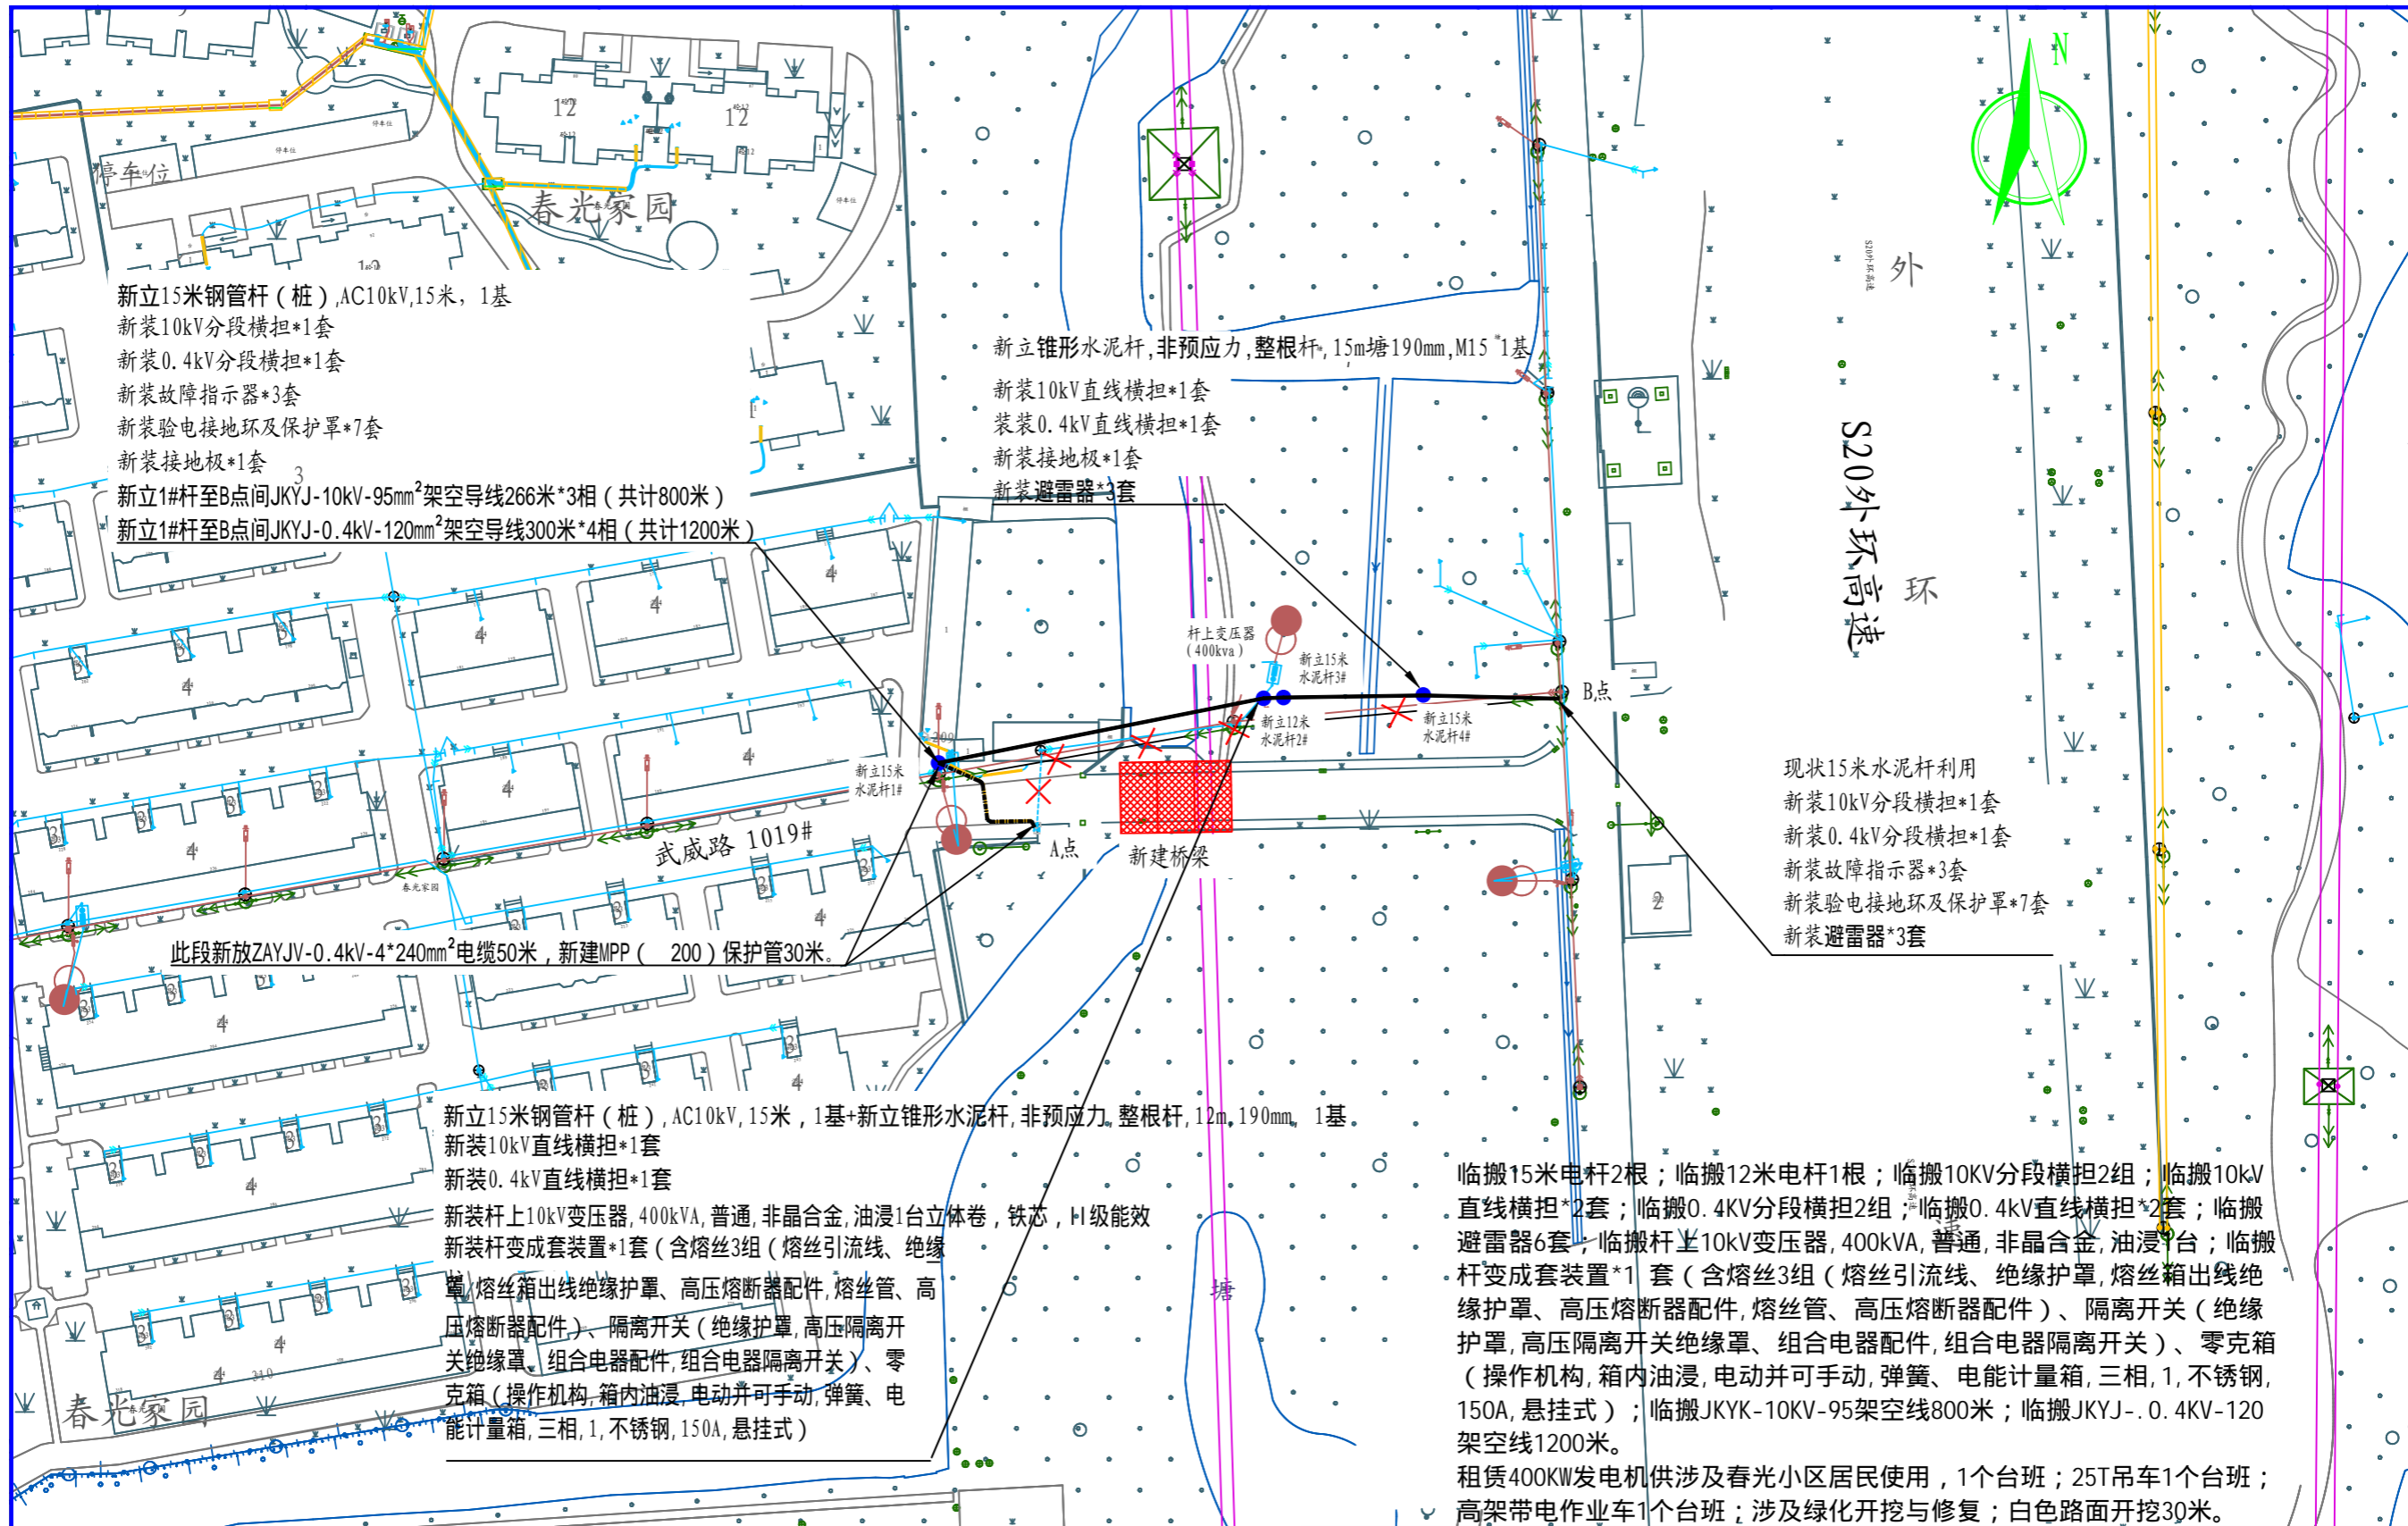 N
停车位
停车位
停车位
停车位
12
12
春光家园
外
环
S20外环高速
新立15米钢管杆（桩）,AC10kV,15米, 1基
新装10kV分段横担*1套
新装0.4kV分段横担*1套
新装故障指示器*3套
新装验电接地环及保护罩*7套
新装接地极*1套
3
新立1#杆至B点间JKYJ-10kV-95mm²架空导线266米*3相（共计800米）
新立1#杆至B点间JKYJ-0.4kV-120mm²架空导线300米*4相（共计1200米）
新立锥形水泥杆,非预应力,整根杆,15m塘190mm,M15 1基
新装10kV直线横担*1套
装装0.4kV直线横担*1套
新装接地极*1套
新装避雷器*3套
杆上变压器
(400kva)
新立15米
水泥杆3#
新立12米
水泥杆2#
新立15米
水泥杆4#
B点
新立15米
水泥杆1#
A点
新建桥梁
武威路 1019#
春光家园
2
现状15米水泥杆利用
新装10kV分段横担*1套
新装0.4kV分段横担*1套
新装故障指示器*3套
新装验电接地环及保护罩*7套
新装避雷器*3套
此段新放ZAYJV-0.4kV-4*240mm²电缆50米，新建MPP（ 200）保护管30米。
新立15米钢管杆（桩）,AC10kV,15米，1基+新立锥形水泥杆,非预应力,整根杆,12m,190mm, 1基
新装10kV直线横担*1套
新装0.4kV直线横担*1套
新装杆上10kV变压器,400kVA,普通,非晶合金,油浸1台立体卷，铁芯，II级能效
新装杆变成套装置*1套（含熔丝3组（熔丝引流线、绝缘
罩,熔丝箱出线绝缘护罩、高压熔断器配件,熔丝管、高
压熔断器配件）、隔离开关（绝缘护罩,高压隔离开
关绝缘罩、组合电器配件,组合电器隔离开关）、零
克箱（操作机构,箱内油浸,电动并可手动,弹簧、电
能计量箱,三相,1,不锈钢,150A,悬挂式）
春光家园
210
塘
速
临搬15米电杆2根；临搬12米电杆1根；临搬10KV分段横担2组；临搬10kV
直线横担*2套；临搬0.4KV分段横担2组；临搬0.4kV直线横担*2套；临搬
避雷器6套；临搬杆上10kV变压器,400kVA,普通,非晶合金,油浸1台；临搬
杆变成套装置*1 套（含熔丝3组（熔丝引流线、绝缘护罩,熔丝箱出线绝
缘护罩、高压熔断器配件,熔丝管、高压熔断器配件）、隔离开关（绝缘
护罩,高压隔离开关绝缘罩、组合电器配件,组合电器隔离开关）、零克箱
（操作机构,箱内油浸,电动并可手动,弹簧、电能计量箱,三相,1,不锈钢,
150A,悬挂式）；临搬JKYK-10KV-95架空线800米；临搬JKYJ-.0.4KV-120
架空线1200米。
租赁400KW发电机供涉及春光小区居民使用，1个台班；25T吊车1个台班；
高架带电作业车1个台班；涉及绿化开挖与修复；白色路面开挖30米。